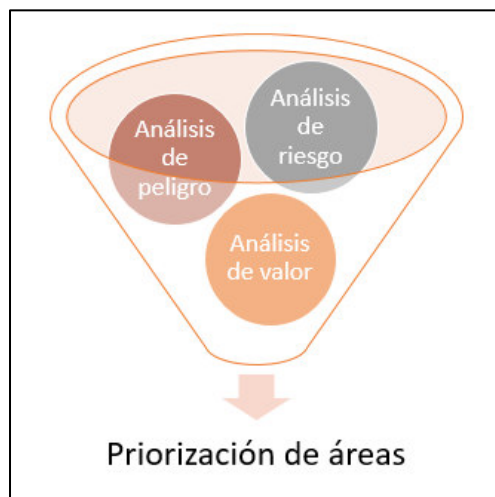 Análisis
de
peligro
Análisis
de
riesgo
Análisis
de valor
Priorización de áreas